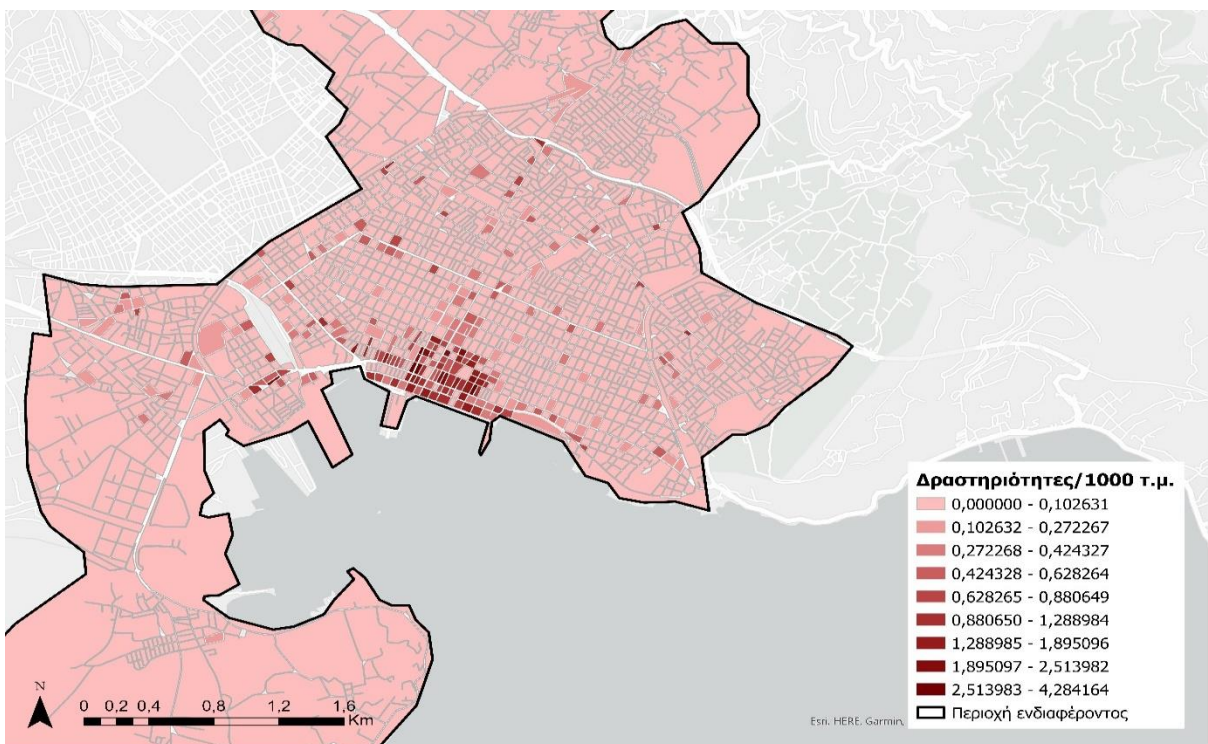 Δραστηριότητες/1000 τ.μ.
0,000000 - 0,102631
0,102632 - 0,272267
0,272268 - 0,424327
0,424328 - 0,628264
0,628265 - 0,880649
0,880650 - 1,288984
1,288985 - 1,895096
1,895097 - 2,513982
2,513983 - 4,284164
Περιοχή ενδιαφέροντος
N
0 0,2 0,4 0,8 1,2 1,6
Km
Esri, HERE, Garmin,